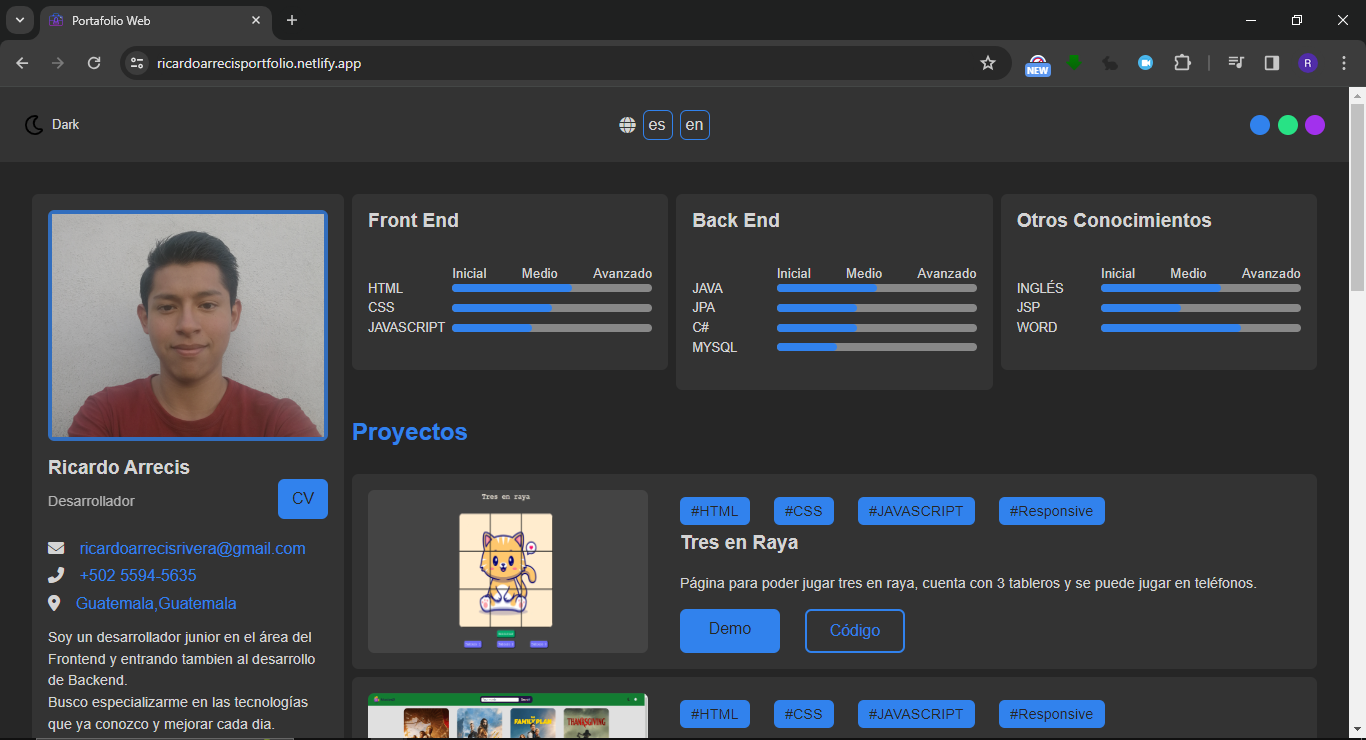 Portafolio Web
ricardoarrecisportfolio.netlify.app
NEW
R
Dark
es
en
Ricardo Arrecis
Desarrollador
CV
ricardoarrecisrivera@gmail.com
+502 5594-5635
Guatemala,Guatemala
Soy un desarrollador junior en el área del
Frontend y entrando tambien al desarrollo
de Backend.
Busco especializarme en las tecnologías
que ya conozco y mejorar cada dia.
Front End
Inicial Medio Avanzado
HTML
CSS
JAVASCRIPT
Back End
Inicial Medio Avanzado
JAVA
JPA
C#
MYSQL
Otros Conocimientos
Inicial Medio Avanzado
INGLÉS
JSP
WORD
Proyectos
Tres en raya
#HTML #CSS #JAVASCRIPT #Responsive
Tres en Raya
Página para poder jugar tres en raya, cuenta con 3 tableros y se puede jugar en teléfonos.
Demo Código
FAMILY PLAN
THANKSGIVING
#HTML #CSS #JAVASCRIPT #Responsive